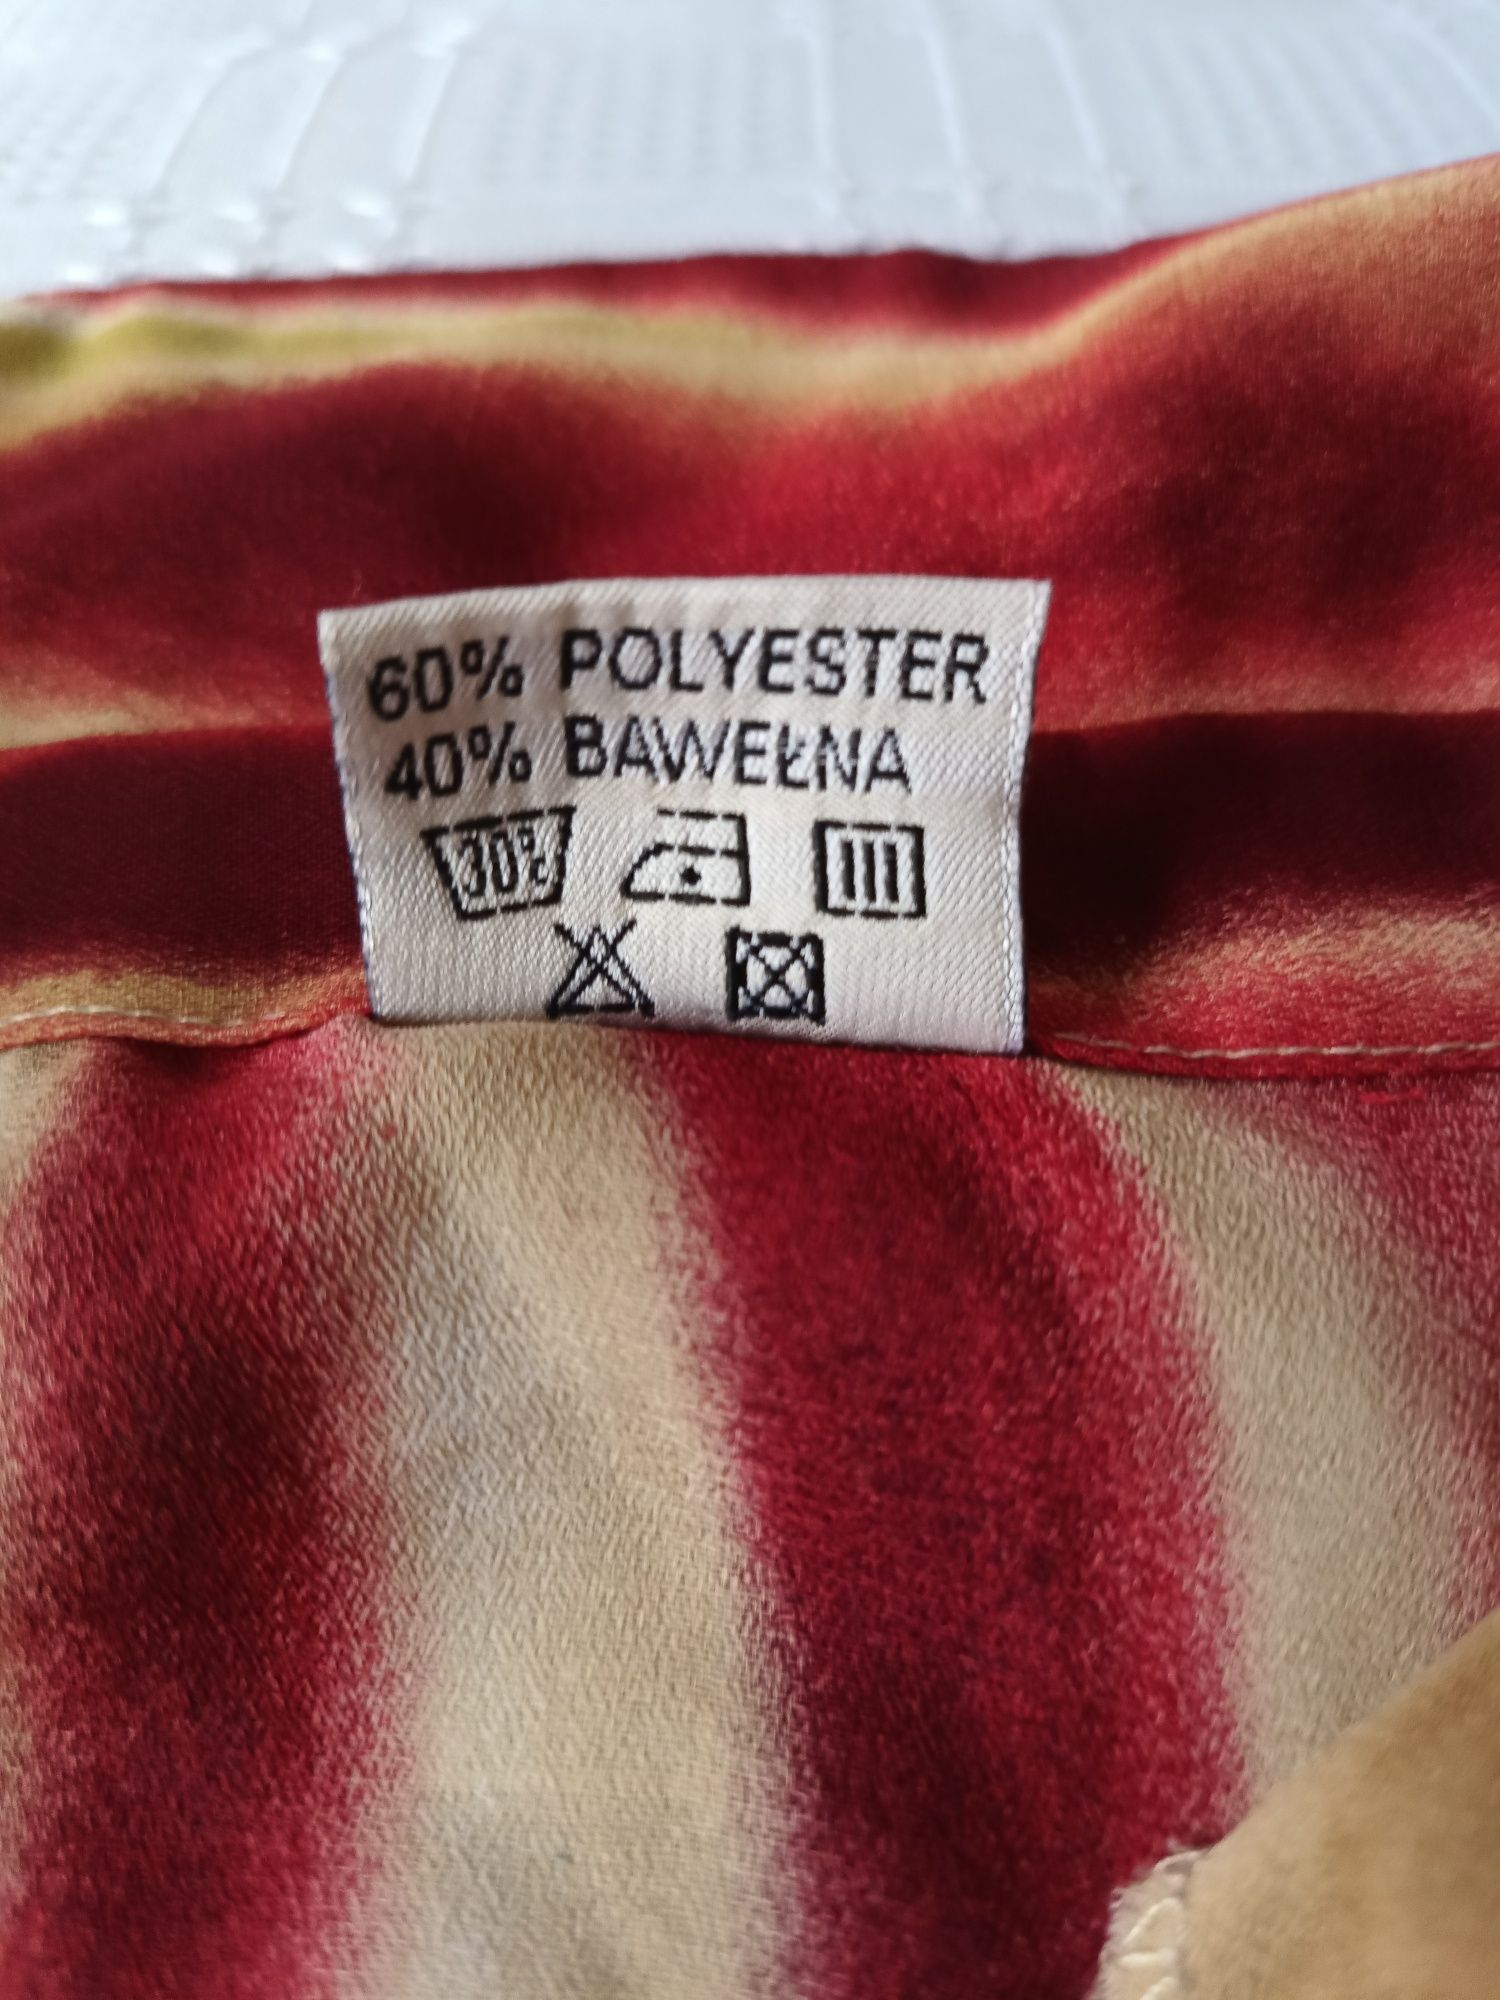 60% POLYESTER
40% BAWEŁNA
30°C